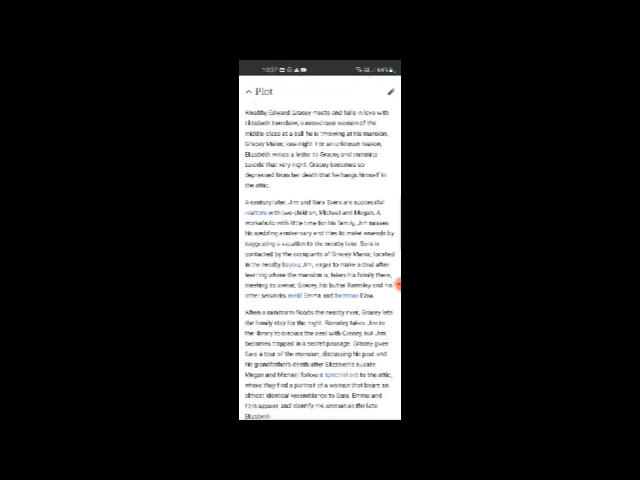 10:37
64%
Plot
Wealthy Edward Gracey meets and falls in love with
Elizabeth Henshaw, a mixed-race woman of the
middle-class at a ball he is throwing at his mansion,
Gracey Manor, one night. For an unknown reason,
Elizabeth writes a letter to Gracey and commits
suicide that very night. Gracey becomes so
depressed from her death that he hangs himself in
the attic.
A century later, Jim and Sara Evers are successful
realtors with two children, Michael and Megan. A
workaholic with little time for his family, Jim misses
his wedding anniversary and tries to make amends by
suggesting a vacation to the nearby lake. Sara is
contacted by the occupants of Gracey Manor, located
in the nearby bayou; Jim, eager to make a deal after
learning where the mansion is, takes his family there,
meeting its owner, Gracey, his butler Ramsley and his
other servants maid Emma and footman Ezra.
When a rainstorm floods the nearby river, Gracey lets
the family stay for the night. Ramsley takes Jim to
the library to discuss the deal with Gracey, but Jim
becomes trapped in a secret passage. Gracey gives
Sara a tour of the mansion, discussing his past and
his grandfather's death after Elizabeth's suicide
Megan and Michael follow a spectral orb to the attic,
where they find a portrait of a woman that bears an
almost identical resemblance to Sara. Emma and
Ezra appear, and identify the woman as the late
Elizabeth